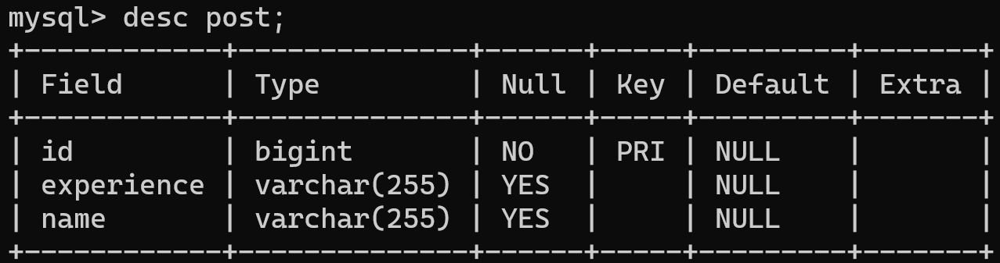 mysql> desc post;
+------------+--------------+------+-----+---------+-------+
| Field      | Type         | Null | Key | Default | Extra |
+------------+--------------+------+-----+---------+-------+
| id         | bigint       | NO   | PRI | NULL    |       |
| experience | varchar(255) | YES  |     | NULL    |       |
| name       | varchar(255) | YES  |     | NULL    |       |
+------------+--------------+------+-----+---------+-------+